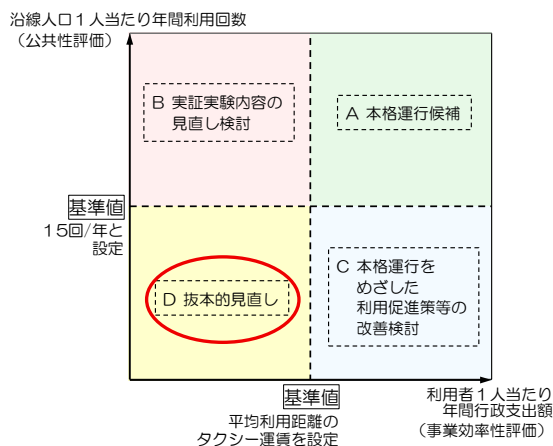 沿線人口１人当たり年間利用回数
（公共性評価）
B 実証実験内容の
見直し検討
A 本格運行候補
基準値
１５回/年と
設定
D 抜本的見直し
C 本格運行を
めざした
利用促進策等の
改善検討
基準値
平均利用距離の
タクシー運賃を設定
利用者１人当たり
年間行政支出額
（事業効率性評価）